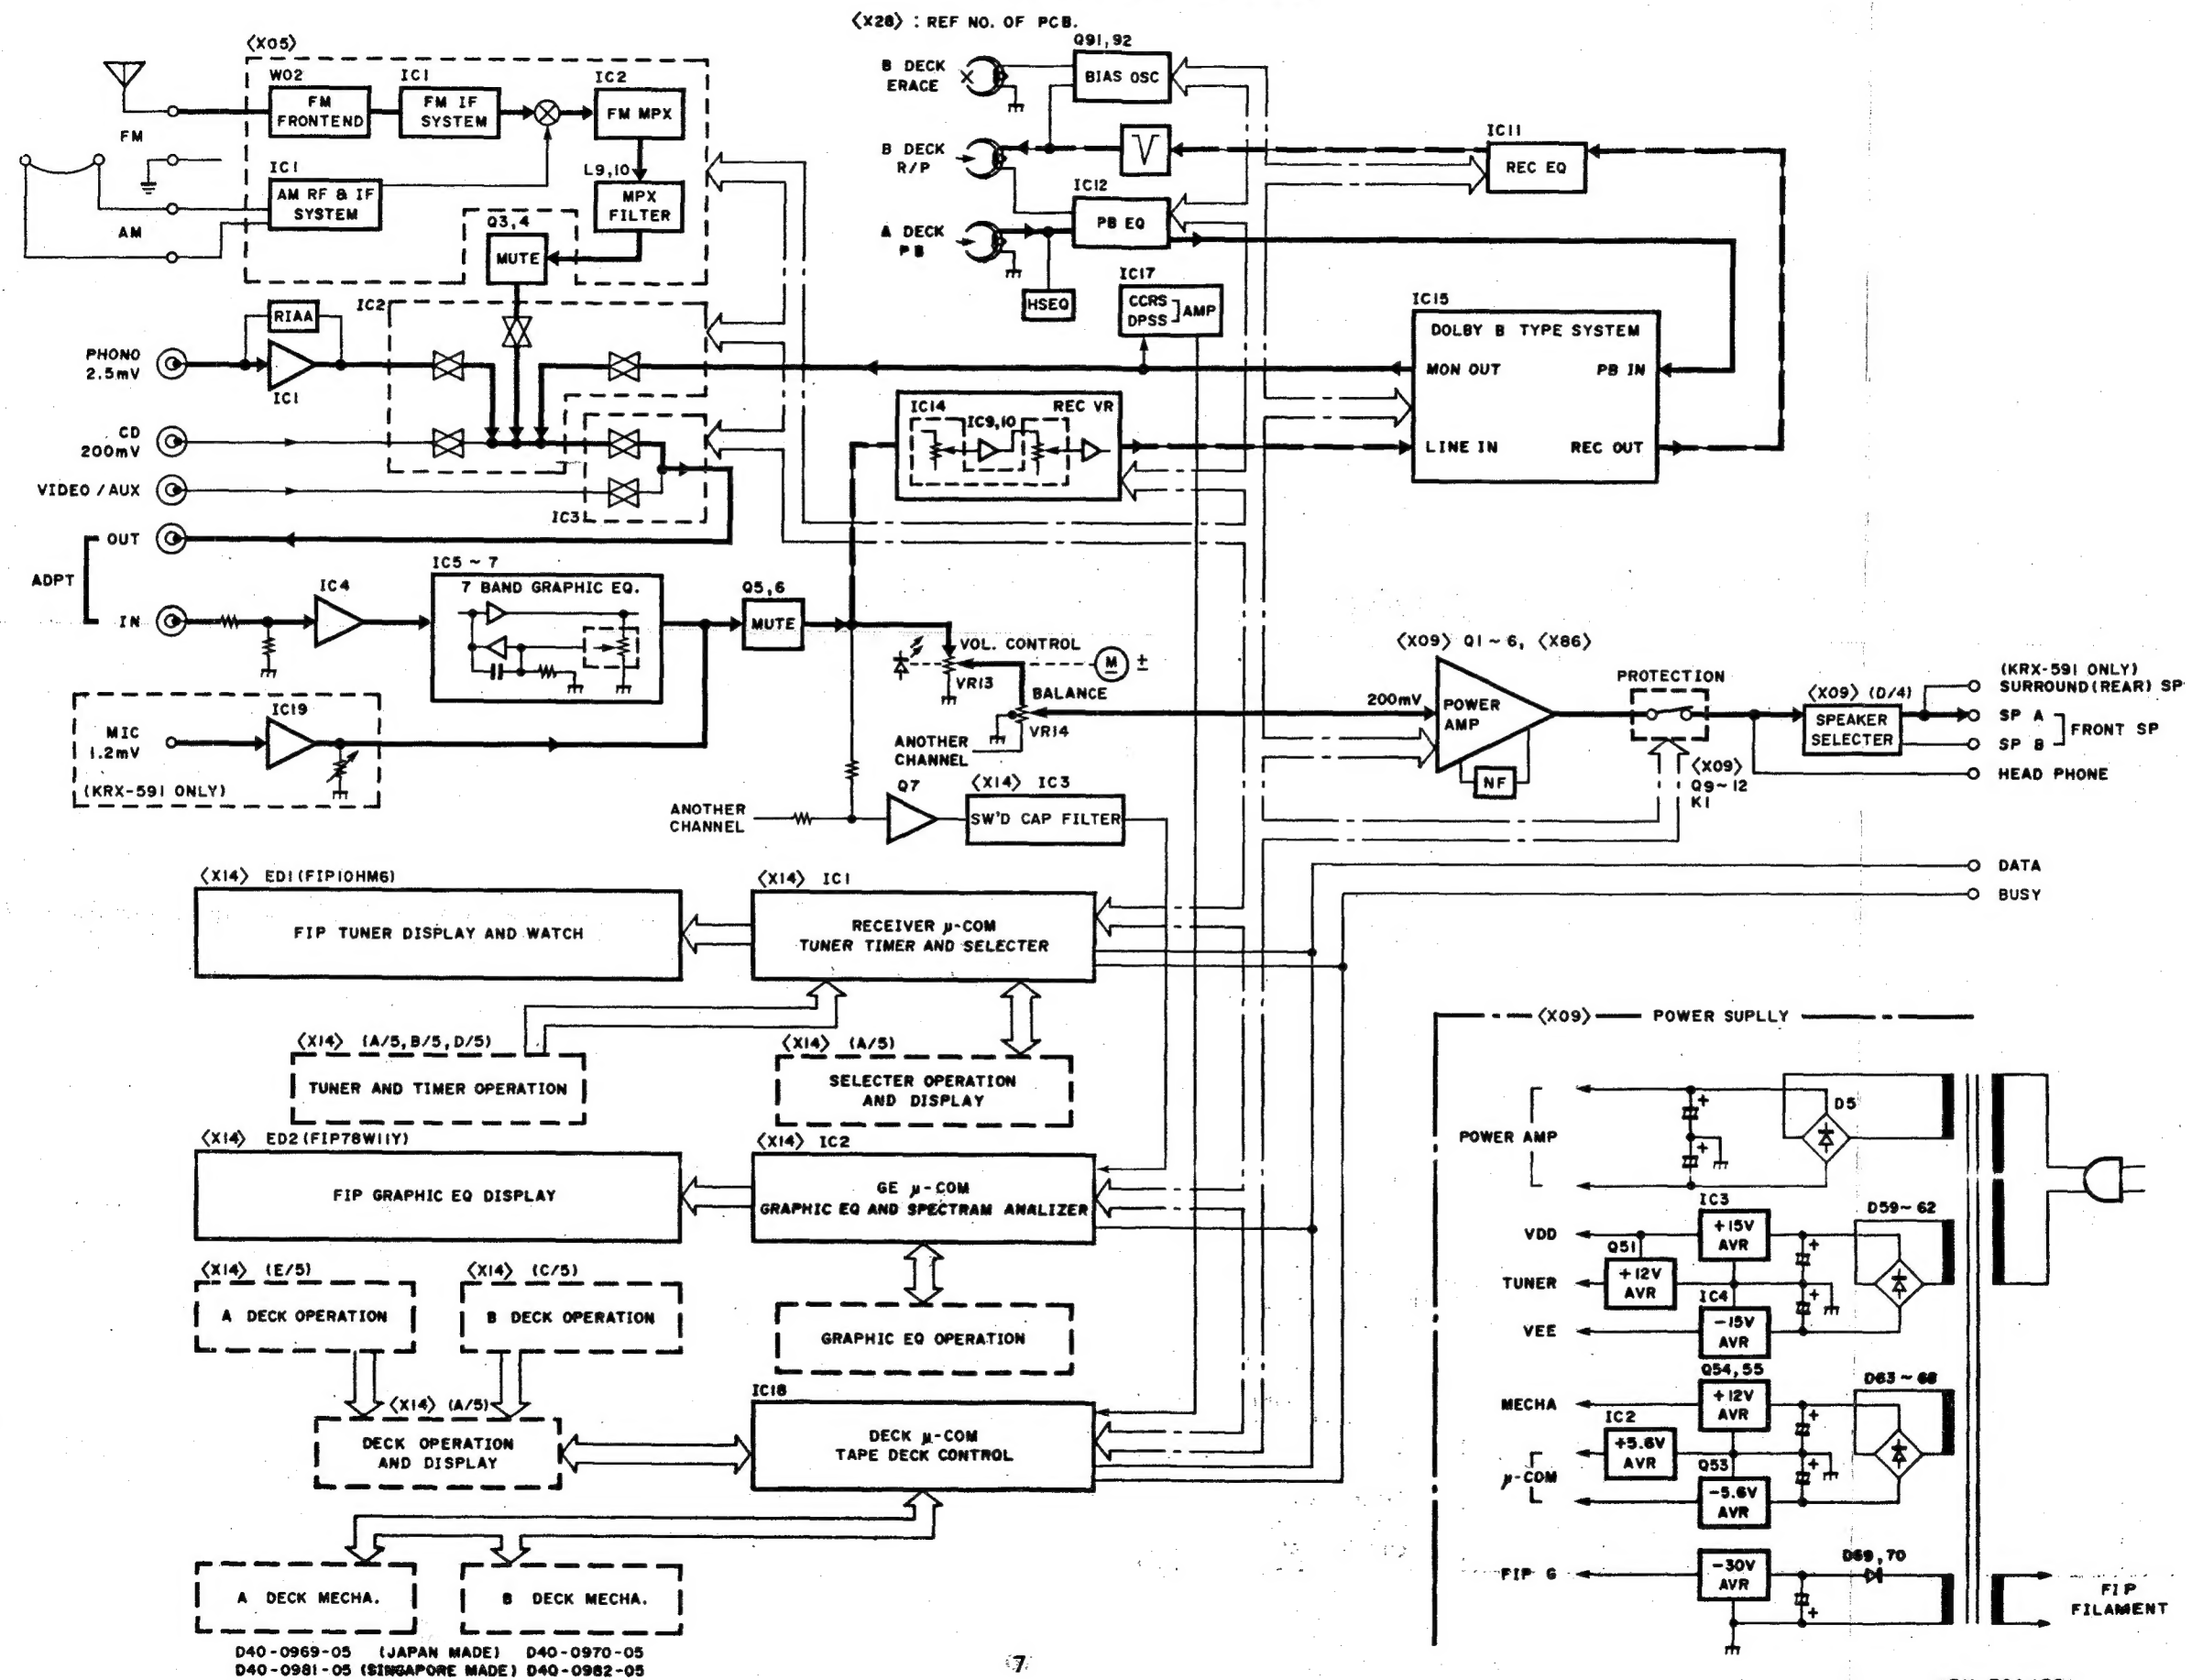 〈X28〉 : REF NO. OF PCB.
〈X05〉
W02
FM
FRONTEND
IC1
FM IF
SYSTEM
IC2
FM MPX
L9,10
MPX
FILTER
IC1
AM RF & IF
SYSTEM
Q3,4
MUTE
FM
AM
B DECK
ERACE
Q91,92
BIAS OSC
B DECK
R/P
IC12
PB EQ
A DECK
PB
HSEQ
IC11
REC EQ
IC17
CCRS
DPSS
AMP
IC15
DOLBY B TYPE SYSTEM
MON OUT
PB IN
LINE IN
REC OUT
IC14
REC VR
IC9,10
RIAA
PHONO
2.5mV
IC1
IC2
CD
200mV
VIDEO / AUX
IC3
ADPT
OUT
IN
IC4
IC5 ~ 7
7 BAND GRAPHIC EQ.
Q5,6
MUTE
VOL. CONTROL
VR13
M
±
BALANCE
VR14
ANOTHER
CHANNEL
MIC
1.2mV
IC19
(KRX-591 ONLY)
ANOTHER
CHANNEL
Q7
〈X14〉 IC3
SW'D CAP FILTER
〈X09〉 Q1 ~ 6, 〈X86〉
200mV
POWER
AMP
NF
PROTECTION
〈X09〉
Q9~12
K1
〈X09〉 (D/4)
SPEAKER
SELECTER
(KRX-591 ONLY)
SURROUND(REAR) SP
SP A
SP B
FRONT SP
HEAD PHONE
DATA
BUSY
〈X14〉 ED1(FIP10HM6)
FIP TUNER DISPLAY AND WATCH
〈X14〉 IC1
RECEIVER μ-COM
TUNER TIMER AND SELECTER
〈X14〉 (A/5, B/5, D/5)
TUNER AND TIMER OPERATION
〈X14〉 (A/5)
SELECTER OPERATION
AND DISPLAY
〈X14〉 ED2(FIP78W11Y)
FIP GRAPHIC EQ DISPLAY
〈X14〉 IC2
GE μ-COM
GRAPHIC EQ AND SPECTRAM ANALIZER
〈X14〉 (E/5)
A DECK OPERATION
〈X14〉 (C/5)
B DECK OPERATION
GRAPHIC EQ OPERATION
〈X14〉 (A/5)
DECK OPERATION
AND DISPLAY
IC18
DECK μ-COM
TAPE DECK CONTROL
A DECK MECHA.
B DECK MECHA.
D40-0969-05 (JAPAN MADE) D40-0970-05
D40-0981-05 (SINGAPORE MADE) D40-0982-05
〈X09〉 POWER SUPLLY
POWER AMP
D5
VDD
IC3
+15V
AVR
D59~62
TUNER
Q51
+12V
AVR
VEE
IC4
-15V
AVR
MECHA
Q54,55
+12V
AVR
D63~68
μ-COM
IC2
+5.6V
AVR
Q53
-5.6V
AVR
FIP G
-30V
AVR
D69,70
FIP
FILAMENT
7